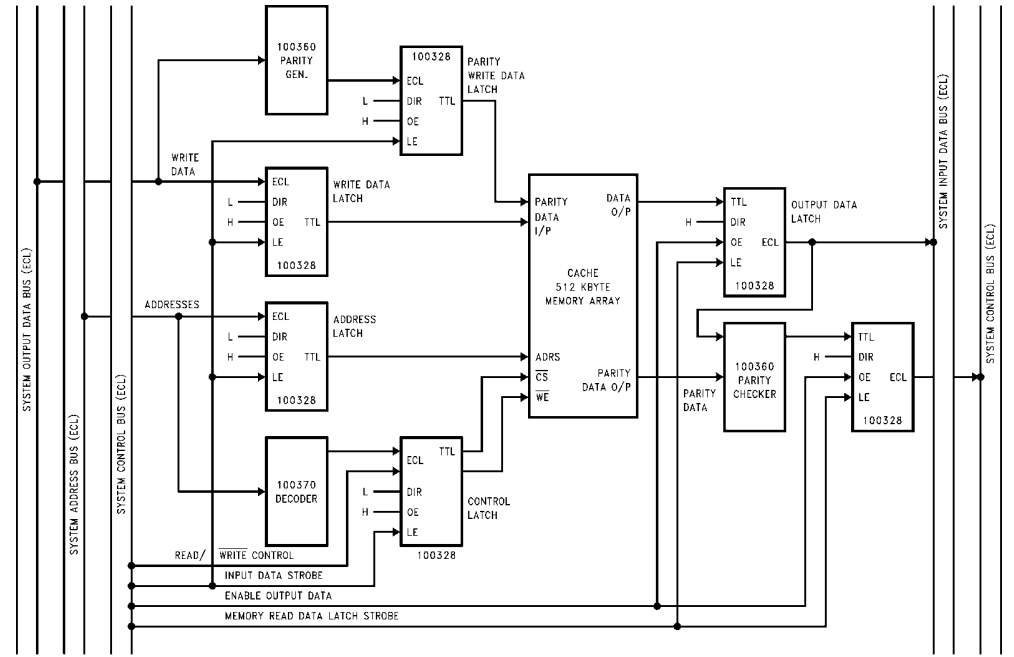 100360
PARITY
GEN.
100328
ECL
DIR TTL
OE
LE
L
H
PARITY
WRITE DATA
LATCH
WRITE
DATA
ECL
DIR
OE TTL
LE
100328
L
H
WRITE DATA
LATCH
PARITY
DATA
I/P
DATA
O/P
CACHE
512 KBYTE
MEMORY ARRAY
ADRS
CS
WE
PARITY
DATA O/P
TTL
DIR
OE ECL
LE
100328
H
OUTPUT DATA
LATCH
ADDRESSES
ECL
DIR
OE TTL
LE
100328
L
H
ADDRESS
LATCH
100360
PARITY
CHECKER
PARITY
DATA
TTL
DIR
OE ECL
LE
100328
H
100370
DECODER
TTL
ECL
DIR
OE
LE
100328
L
H
CONTROL
LATCH
READ/ WRITE CONTROL
INPUT DATA STROBE
ENABLE OUTPUT DATA
MEMORY READ DATA LATCH STROBE
SYSTEM OUTPUT DATA BUS (ECL)
SYSTEM ADDRESS BUS (ECL)
SYSTEM CONTROL BUS (ECL)
SYSTEM INPUT DATA BUS (ECL)
SYSTEM CONTROL BUS (ECL)